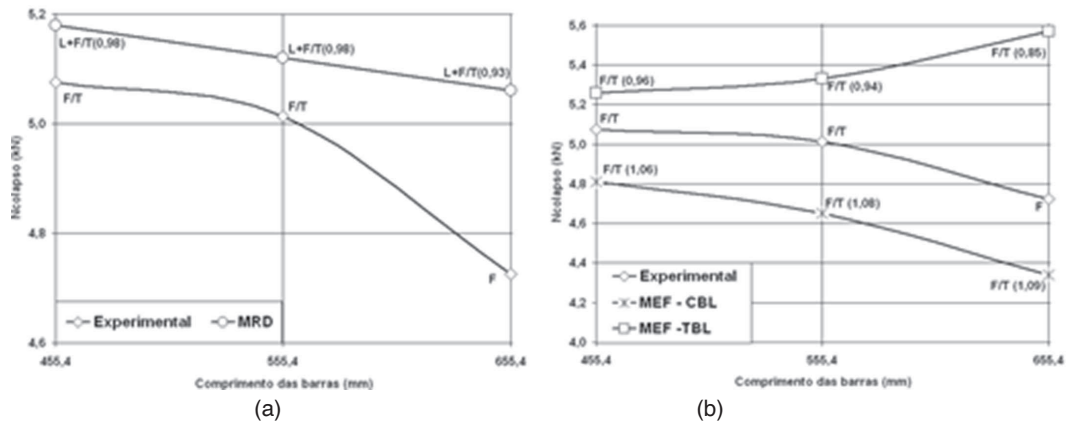 5,2
5,0
4,8
4,6
Ncolapso (kN)
L+F/T(0,98)
L+F/T(0,98)
L+F/T(0,93)
F/T
F/T
F
Experimental
MRD
455,4
555,4
655,4
Comprimento das barras (mm)
(a)
5,6
5,4
5,2
5,0
4,8
4,6
4,4
4,2
4,0
Ncolapso (kN)
F/T (0,96)
F/T (0,94)
F/T (0,85)
F/T
F/T
F
F/T (1,06)
F/T (1,08)
F/T (1,09)
Experimental
MEF - CBL
MEF -TBL
455,4
555,4
655,4
Comprimento das barras (mm)
(b)